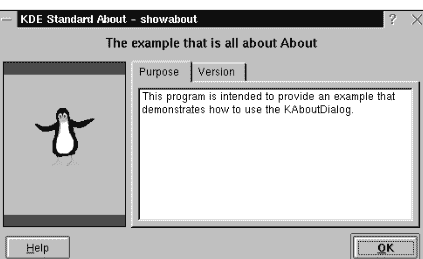 KDE Standard About - showabout
The example that is all about About
Purpose Version
This program is intended to provide an example that
demonstrates how to use the KAboutDialog.
Help OK